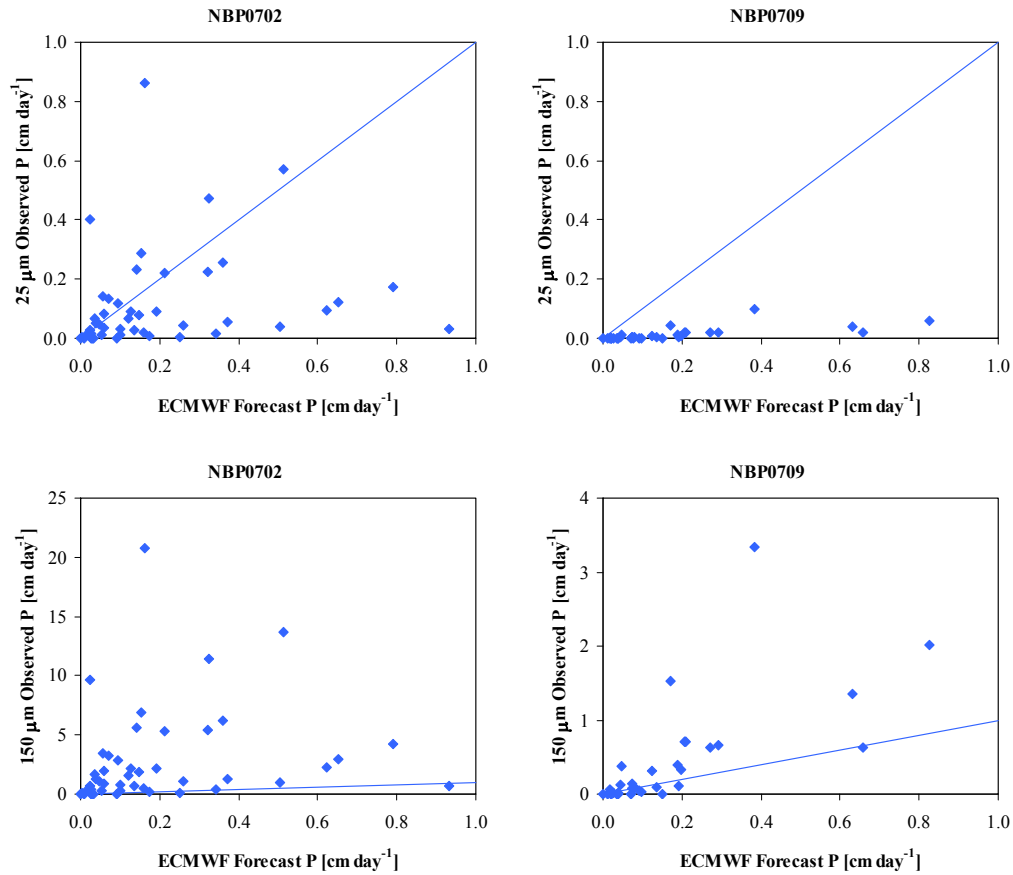 NBP0702
1.0
0.8
0.6
0.4
0.2
0.0
25 μm Observed P [cm day⁻¹]
0.0 0.2 0.4 0.6 0.8 1.0
ECMWF Forecast P [cm day⁻¹]
NBP0709
1.0
0.8
0.6
0.4
0.2
0.0
25 μm Observed P [cm day⁻¹]
0.0 0.2 0.4 0.6 0.8 1.0
ECMWF Forecast P [cm day⁻¹]
NBP0702
25
20
15
10
5
0
150 μm Observed P [cm day⁻¹]
0.0 0.2 0.4 0.6 0.8 1.0
ECMWF Forecast P [cm day⁻¹]
NBP0709
4
3
2
1
0
150 μm Observed P [cm day⁻¹]
0.0 0.2 0.4 0.6 0.8 1.0
ECMWF Forecast P [cm day⁻¹]